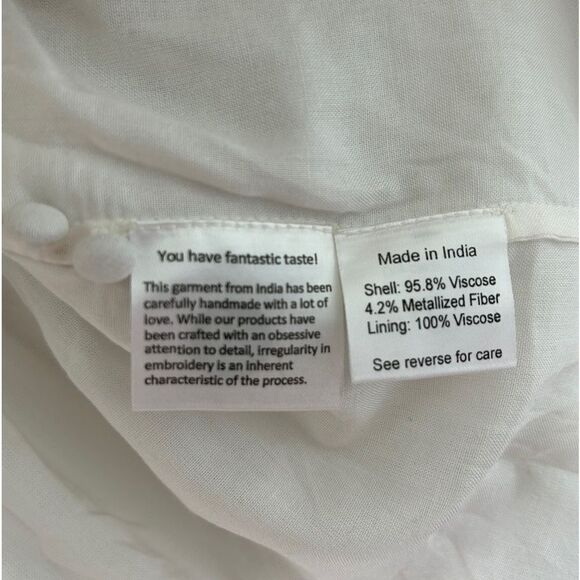 You have fantastic taste!
This garment from India has been
carefully handmade with a lot of
love. While our products have
been crafted with an obsessive
attention to detail, irregularity in
embroidery is an inherent
characteristic of the process.
Made in India
Shell: 95.8% Viscose
4.2% Metallized Fiber
Lining: 100% Viscose
See reverse for care